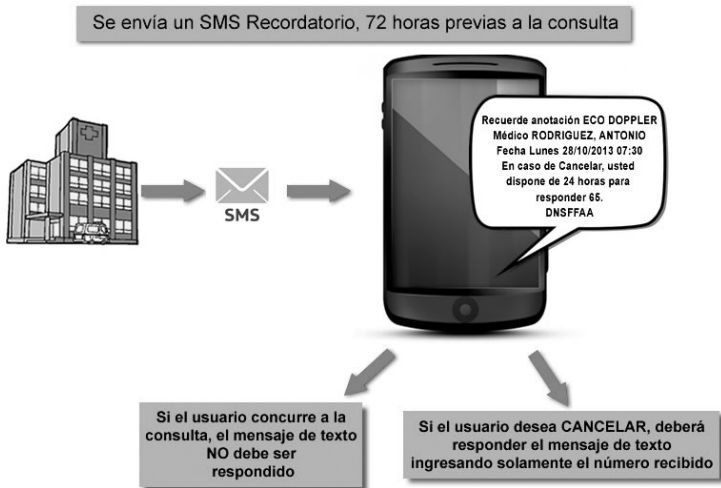 Se envía un SMS Recordatorio, 72 horas previas a la consulta
SMS
Recuerde anotación ECO DOPPLER
Médico RODRIGUEZ, ANTONIO
Fecha Lunes 28/10/2013 07:30
En caso de Cancelar, usted
dispone de 24 horas para
responder 65.
DNSFFAA
Si el usuario concurre a la
consulta, el mensaje de texto
NO debe ser
respondido
Si el usuario desea CANCELAR, deberá
responder el mensaje de texto
ingresando solamente el número recibido